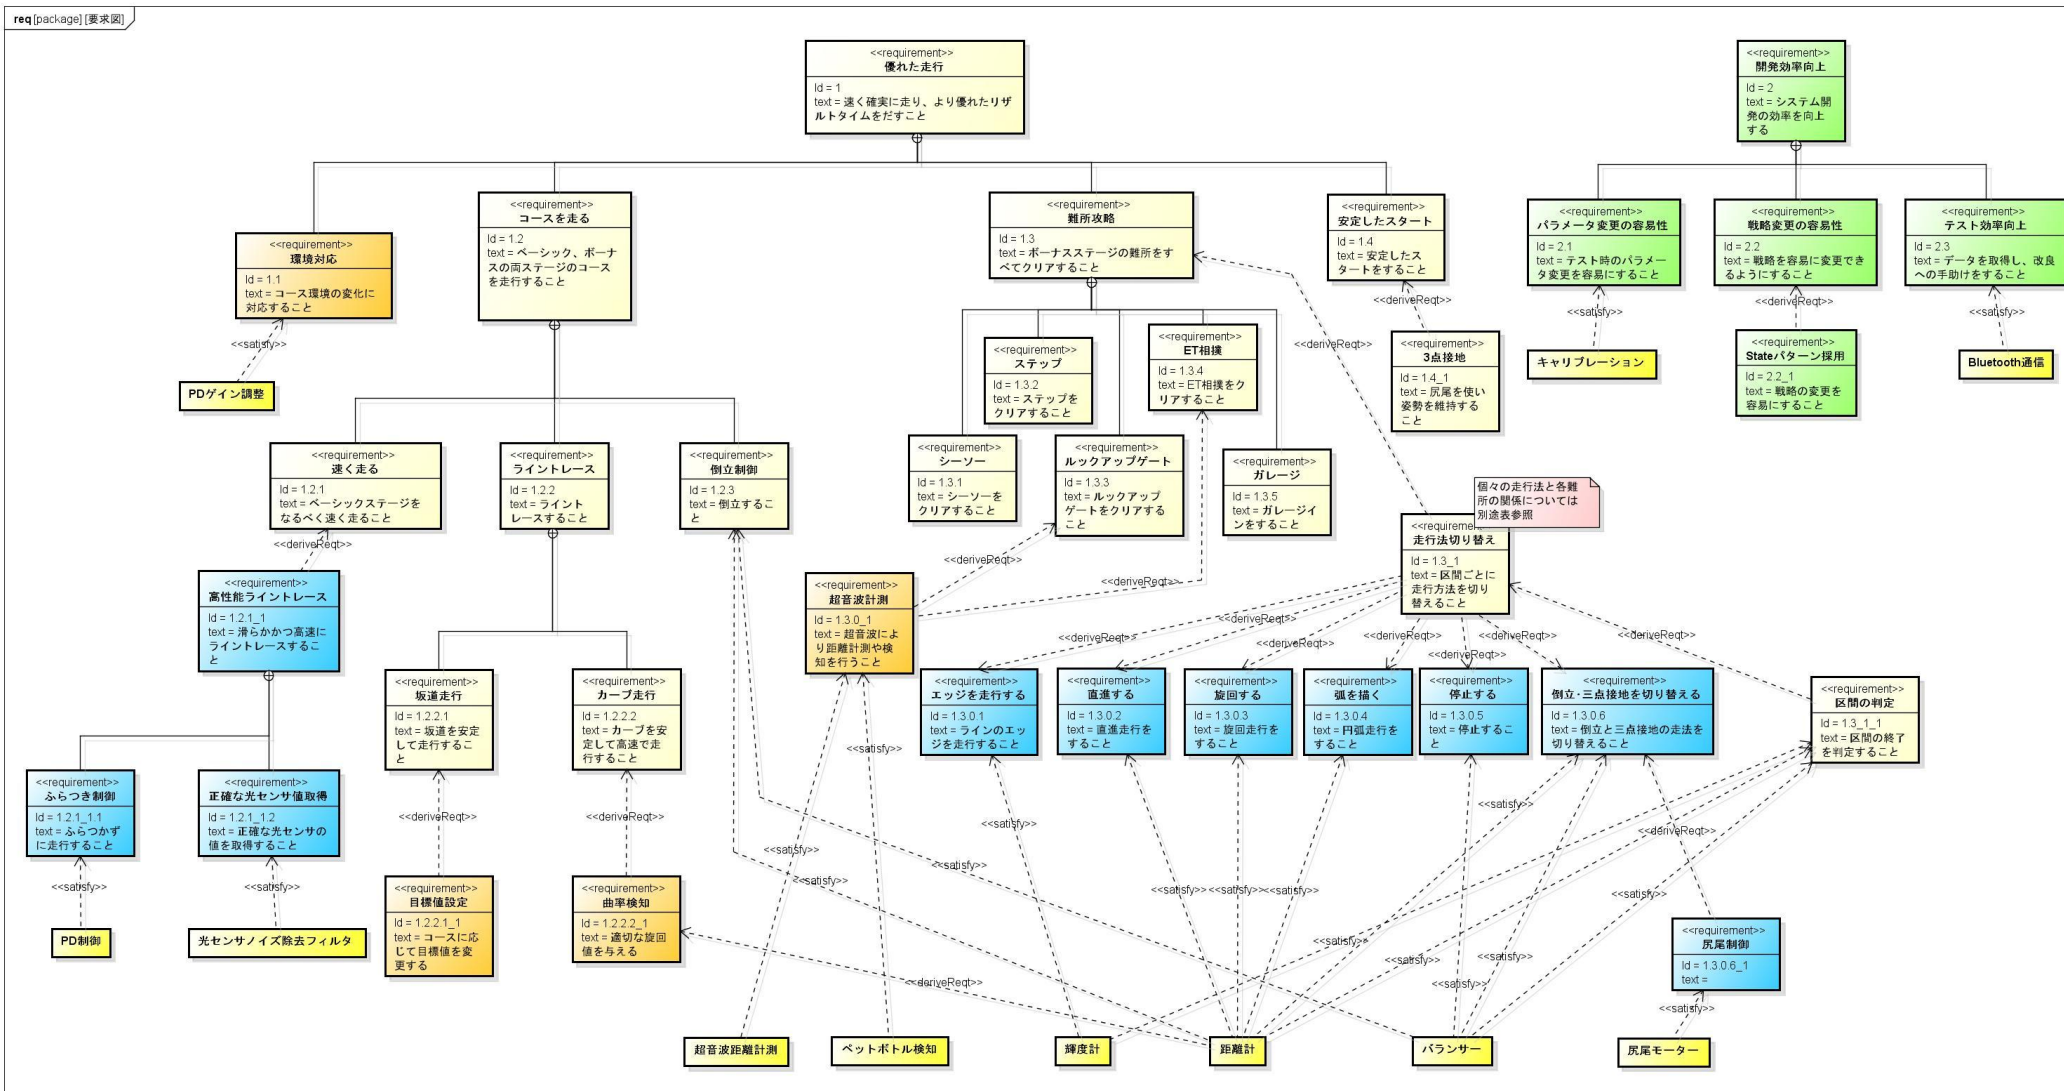 req [package] [要求図]
<<requirement>>
優れた走行
Id = 1
text = 速く確実に走り、より優れたリザ
ルトタイムをだすこと
<<requirement>>
開発効率向上
Id = 2
text = システム開
発の効率を向上
する
<<requirement>>
環境対応
Id = 1.1
text = コース環境の変化に
対応すること
<<requirement>>
コースを走る
Id = 1.2
text = ベーシック、ボーナ
スの両ステージのコース
を走行すること
<<requirement>>
難所攻略
Id = 1.3
text = ボーナスステージの難所をす
べてクリアすること
<<requirement>>
安定したスタート
Id = 1.4
text = 安定したス
タートをすること
<<requirement>>
パラメータ変更の容易性
Id = 2.1
text = テスト時のパラメー
タ変更を容易にすること
<<requirement>>
戦略変更の容易性
Id = 2.2
text = 戦略を容易に変更でき
るようにすること
<<requirement>>
テスト効率向上
Id = 2.3
text = データを取得し、改良
への手助けをすること
<<satisfy>>
PDゲイン調整
<<requirement>>
ステップ
Id = 1.3.2
text = ステップを
クリアすること
<<requirement>>
ET相撲
Id = 1.3.4
text = ET相撲をク
リアすること
<<deriveReqt>>
<<deriveReqt>>
<<requirement>>
3点接地
Id = 1.4_1
text = 尻尾を使い
姿勢を維持する
こと
<<satisfy>>
キャリブレーション
<<deriveReqt>>
<<requirement>>
Stateパターン採用
Id = 2.2_1
text = 戦略の変更を
容易にすること
<<satisfy>>
Bluetooth通信
<<requirement>>
速く走る
Id = 1.2.1
text = ベーシックステージを
なるべく速く走ること
<<requirement>>
ライントレース
Id = 1.2.2
text = ライント
レースすること
<<requirement>>
倒立制御
Id = 1.2.3
text = 倒立するこ
と
<<requirement>>
シーソー
Id = 1.3.1
text = シーソーを
クリアすること
<<requirement>>
ルックアップゲート
Id = 1.3.3
text = ルックアップ
ゲートをクリアする
こと
<<requirement>>
ガレージ
Id = 1.3.5
text = ガレージイ
ンをすること
個々の走行法と各難
所の関係については
別途表参照
<<requirement>>
走行法切り替え
Id = 1.3_1
text = 区間ごとに
走行方法を切り
替えること
<<deriveReqt>>
<<requirement>>
高性能ライントレース
Id = 1.2.1_1
text = 滑らかかつ高速に
ライントレースするこ
と
<<deriveReqt>>
<<deriveReqt>>
<<requirement>>
超音波計測
Id = 1.3.0_1
text = 超音波によ
り距離計測や検
知を行うこと
<<deriveReqt>>
<<deriveReqt>>
<<deriveReqt>>
<<deriveReqt>>
<<deriveReqt>>
<<deriveReqt>>
<<deriveReqt>>
<<requirement>>
坂道走行
Id = 1.2.2.1
text = 坂道を安定
して走行するこ
と
<<requirement>>
カーブ走行
Id = 1.2.2.2
text = カーブを安
定して高速で走
行すること
<<requirement>>
エッジを走行する
Id = 1.3.0.1
text = ラインのエッ
ジを走行すること
<<requirement>>
直進する
Id = 1.3.0.2
text = 直進走行を
すること
<<requirement>>
旋回する
Id = 1.3.0.3
text = 旋回走行を
すること
<<requirement>>
弧を描く
Id = 1.3.0.4
text = 円弧走行を
すること
<<requirement>>
停止する
Id = 1.3.0.5
text = 停止するこ
と
<<requirement>>
倒立・三点接地を切り替える
Id = 1.3.0.6
text = 倒立と三点接地の走法を
切り替えること
<<requirement>>
区間の判定
Id = 1.3_1_1
text = 区間の終了
を判定すること
<<requirement>>
ふらつき制御
Id = 1.2.1_1.1
text = ふらつかず
に走行すること
<<requirement>>
正確な光センサ値取得
Id = 1.2.1_1.2
text = 正確な光センサの
値を取得すること
<<satisfy>>
PD制御
<<satisfy>>
光センサノイズ除去フィルタ
<<deriveReqt>>
<<requirement>>
目標値設定
Id = 1.2.2.1_1
text = コースに応
じて目標値を変
更する
<<deriveReqt>>
<<requirement>>
曲率検知
Id = 1.2.2.2_1
text = 適切な旋回
値を与える
<<satisfy>>
<<satisfy>>
<<satisfy>>
<<satisfy>>
<<satisfy>>
<<satisfy>>
<<satisfy>>
<<satisfy>>
<<satisfy>>
<<deriveReqt>>
<<satisfy>>
<<satisfy>>
<<satisfy>>
<<satisfy>>
<<satisfy>>
<<deriveReqt>>
<<requirement>>
尻尾制御
Id = 1.3.0.6_1
text =
<<satisfy>>
超音波距離計測
ペットボトル検知
輝度計
距離計
バランサー
尻尾モーター